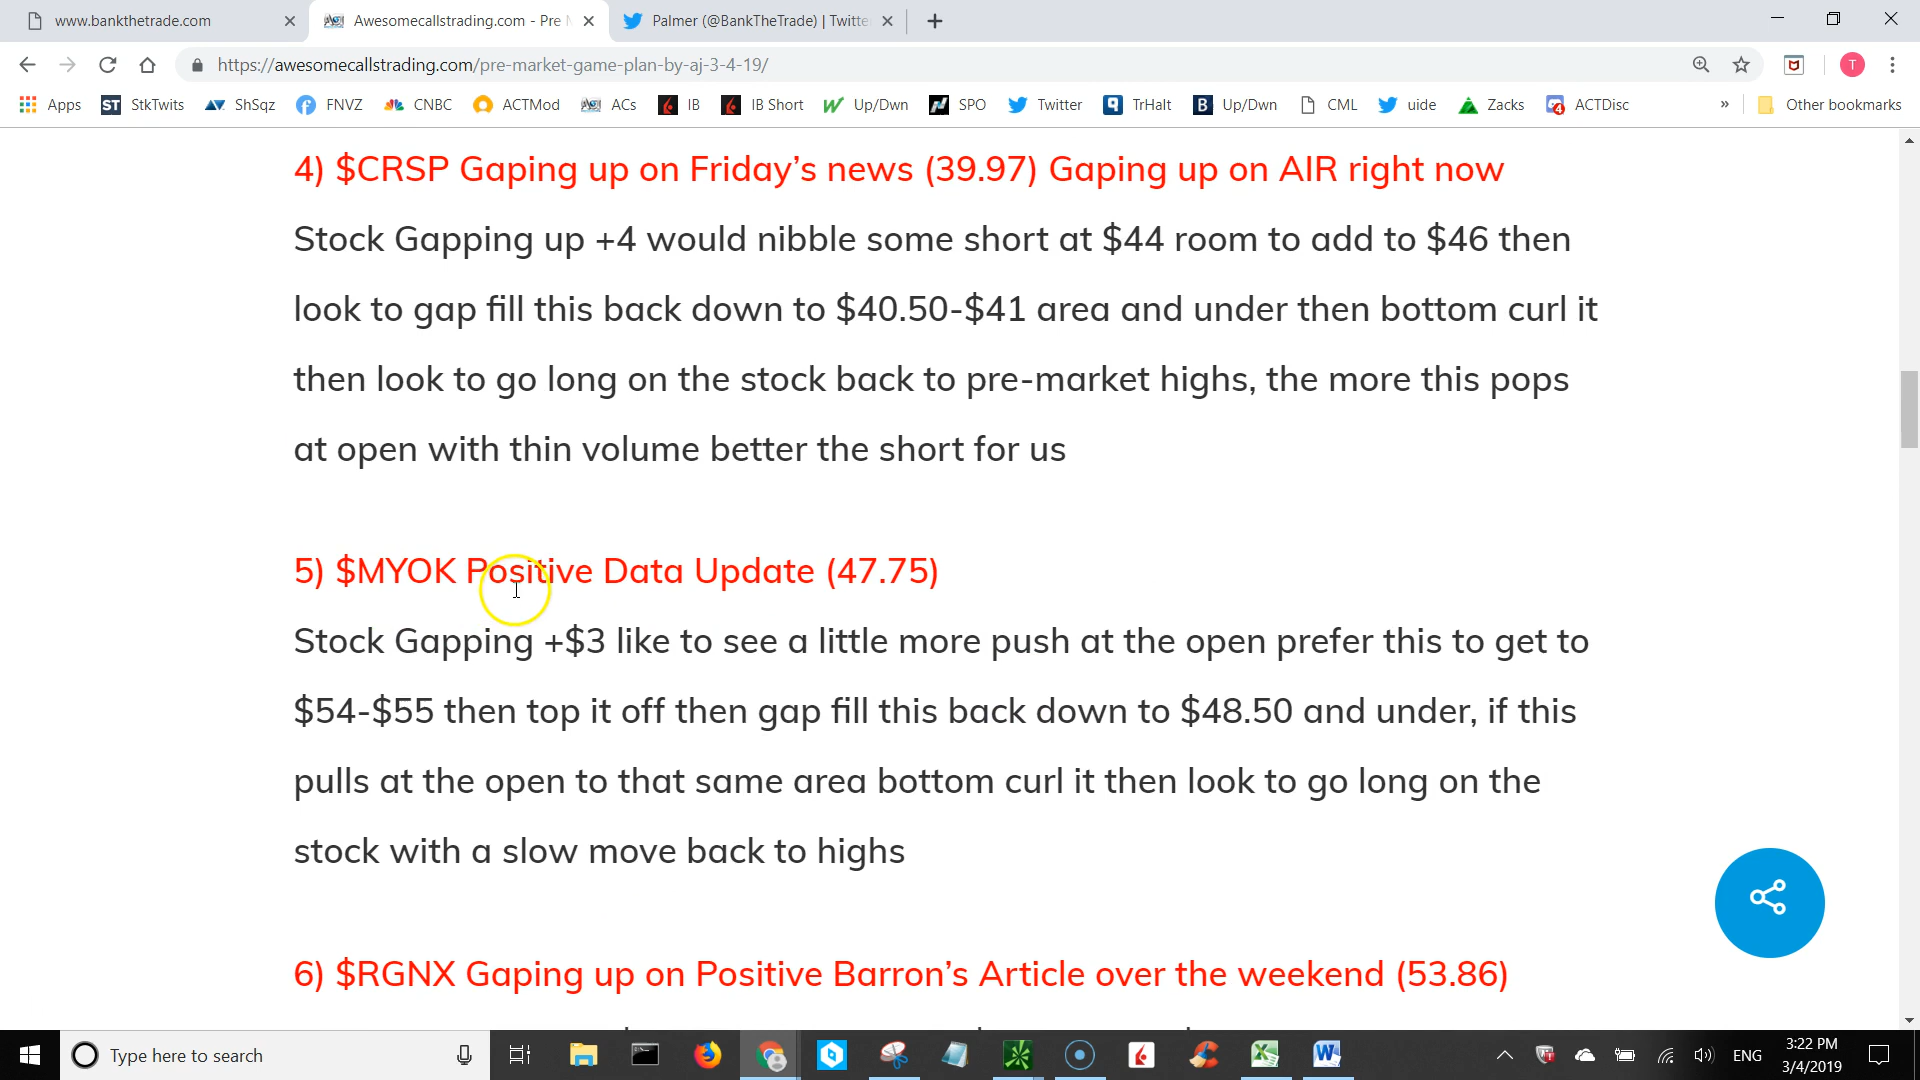 www.bankthetrade.com
Awesomecallstrading.com - Pre M
Palmer (@BankTheTrade) | Twitte
https://awesomecallstrading.com/pre-market-game-plan-by-aj-3-4-19/
T
Apps
ST StkTwits
ShSqz
FNVZ
CNBC
ACTMod
ACs
IB
IB Short
Up/Dwn
SPO
Twitter
TrHalt
B Up/Dwn
CML
uide
Zacks
4 ACTDisc
»
Other bookmarks
4) $CRSP Gaping up on Friday’s news (39.97) Gaping up on AIR right now
Stock Gapping up +4 would nibble some short at $44 room to add to $46 then
look to gap fill this back down to $40.50-$41 area and under then bottom curl it
then look to go long on the stock back to pre-market highs, the more this pops
at open with thin volume better the short for us
5) $MYOK Positive Data Update (47.75)
Stock Gapping +$3 like to see a little more push at the open prefer this to get to
$54-$55 then top it off then gap fill this back down to $48.50 and under, if this
pulls at the open to that same area bottom curl it then look to go long on the
stock with a slow move back to highs
6) $RGNX Gaping up on Positive Barron’s Article over the weekend (53.86)
Type here to search
ENG
3:22 PM
3/4/2019